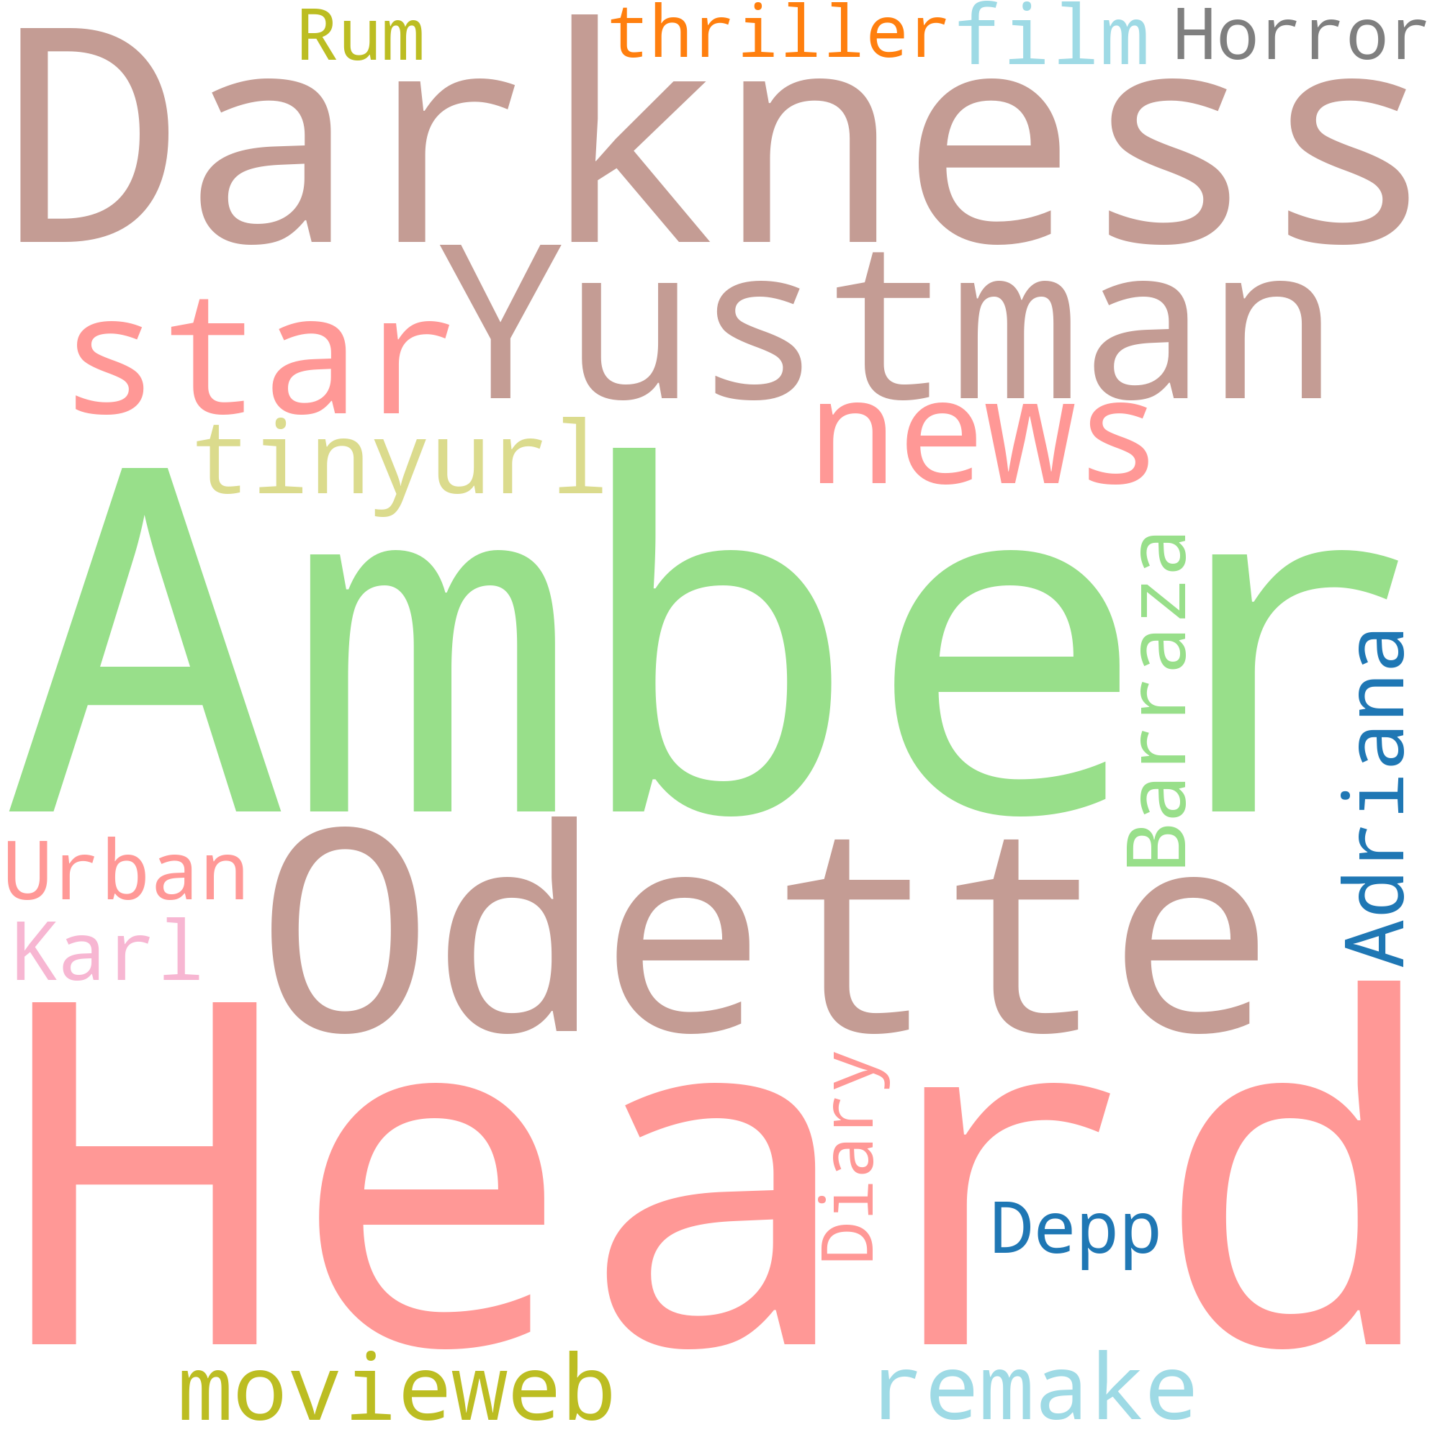 Rum thriller film Horror
Darkness
Yustman
star
news
tinyurl
Amber
Barraza
Adriana
Urban
Odette
Karl
Heard
Diary
Depp
movieweb remake